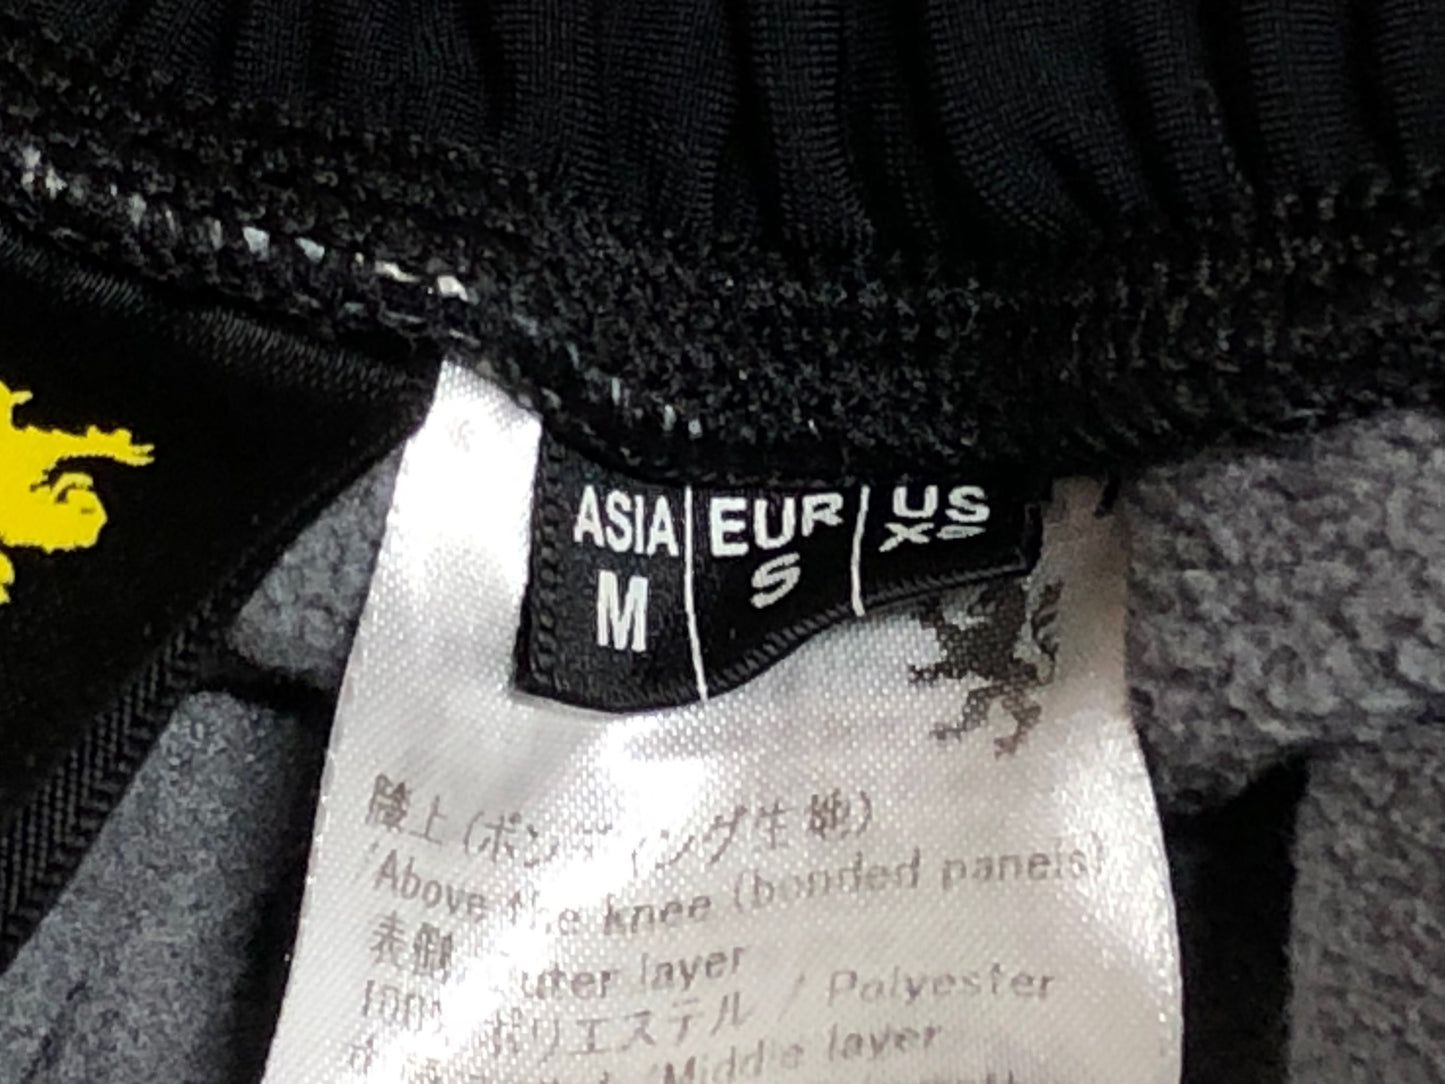 ASIA EUR US
M S XS
膝上(ボンディング生地)
/Above the knee (bonded panels)
表側 Outer layer
100% ポリエステル / Polyester
/Middle layer